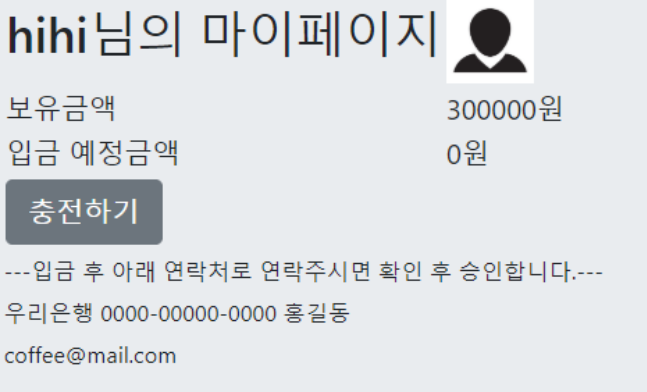 hihi님의 마이페이지
보유금액 300000원
입금 예정금액 0원
충전하기
---입금 후 아래 연락처로 연락주시면 확인 후 승인합니다.---
우리은행 0000-00000-0000 홍길동
coffee@mail.com